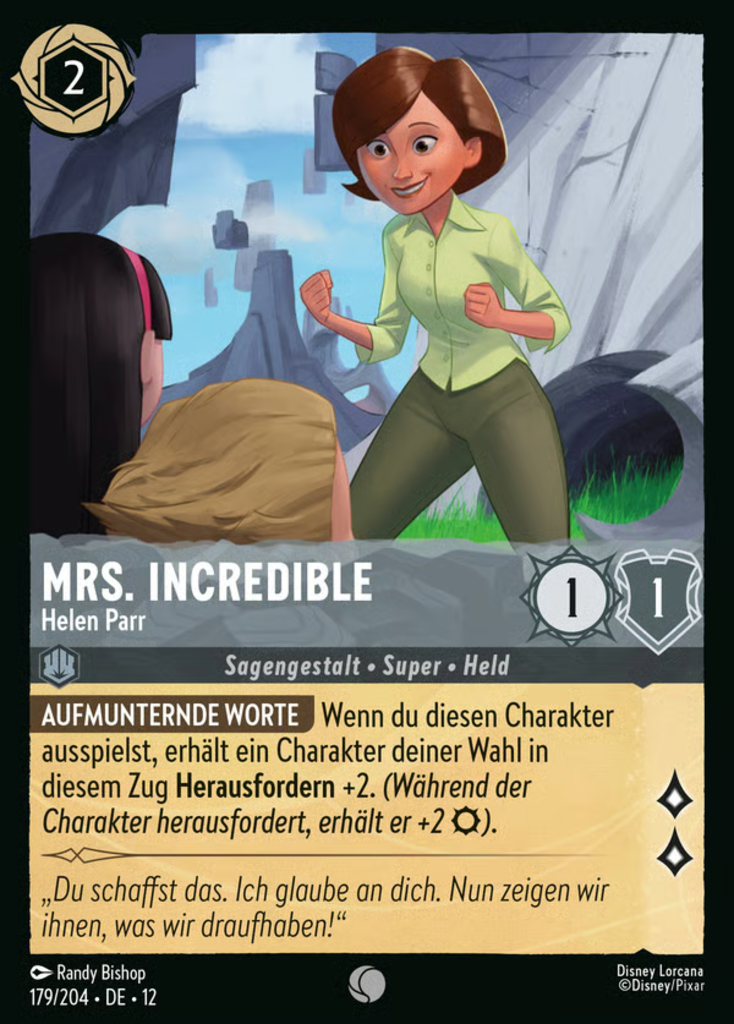 2
MRS. INCREDIBLE
Helen Parr
1
1
Sagengestalt • Super • Held
AUFMUNTERNDE WORTE Wenn du diesen Charakter
ausspielst, erhält ein Charakter deiner Wahl in
diesem Zug Herausfordern +2. (Während der
Charakter herausfordert, erhält er +2 ).
„Du schaffst das. Ich glaube an dich. Nun zeigen wir
ihnen, was wir draufhaben!“
Randy Bishop
179/204 • DE • 12
Disney Lorcana
©Disney/Pixar